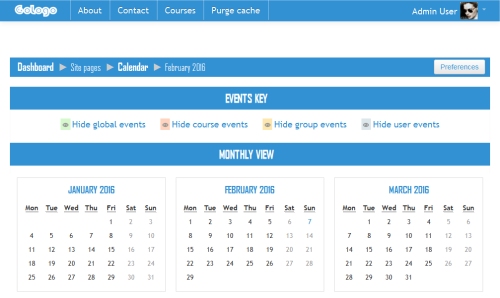 GoLogo About Contact Courses Purge cache Admin User
Dashboard Site pages Calendar February 2016 Preferences
EVENTS KEY
Hide global events Hide course events Hide group events Hide user events
MONTHLY VIEW
JANUARY 2016
Mon Tue Wed Thu Fri Sat Sun
1 2 3
4 5 6 7 8 9 10
11 12 13 14 15 16 17
18 19 20 21 22 23 24
25 26 27 28 29 30 31
FEBRUARY 2016
Mon Tue Wed Thu Fri Sat Sun
1 2 3 4 5 6 7
8 9 10 11 12 13 14
15 16 17 18 19 20 21
22 23 24 25 26 27 28
29
MARCH 2016
Mon Tue Wed Thu Fri Sat Sun
1 2 3 4 5 6
7 8 9 10 11 12 13
14 15 16 17 18 19 20
21 22 23 24 25 26 27
28 29 30 31